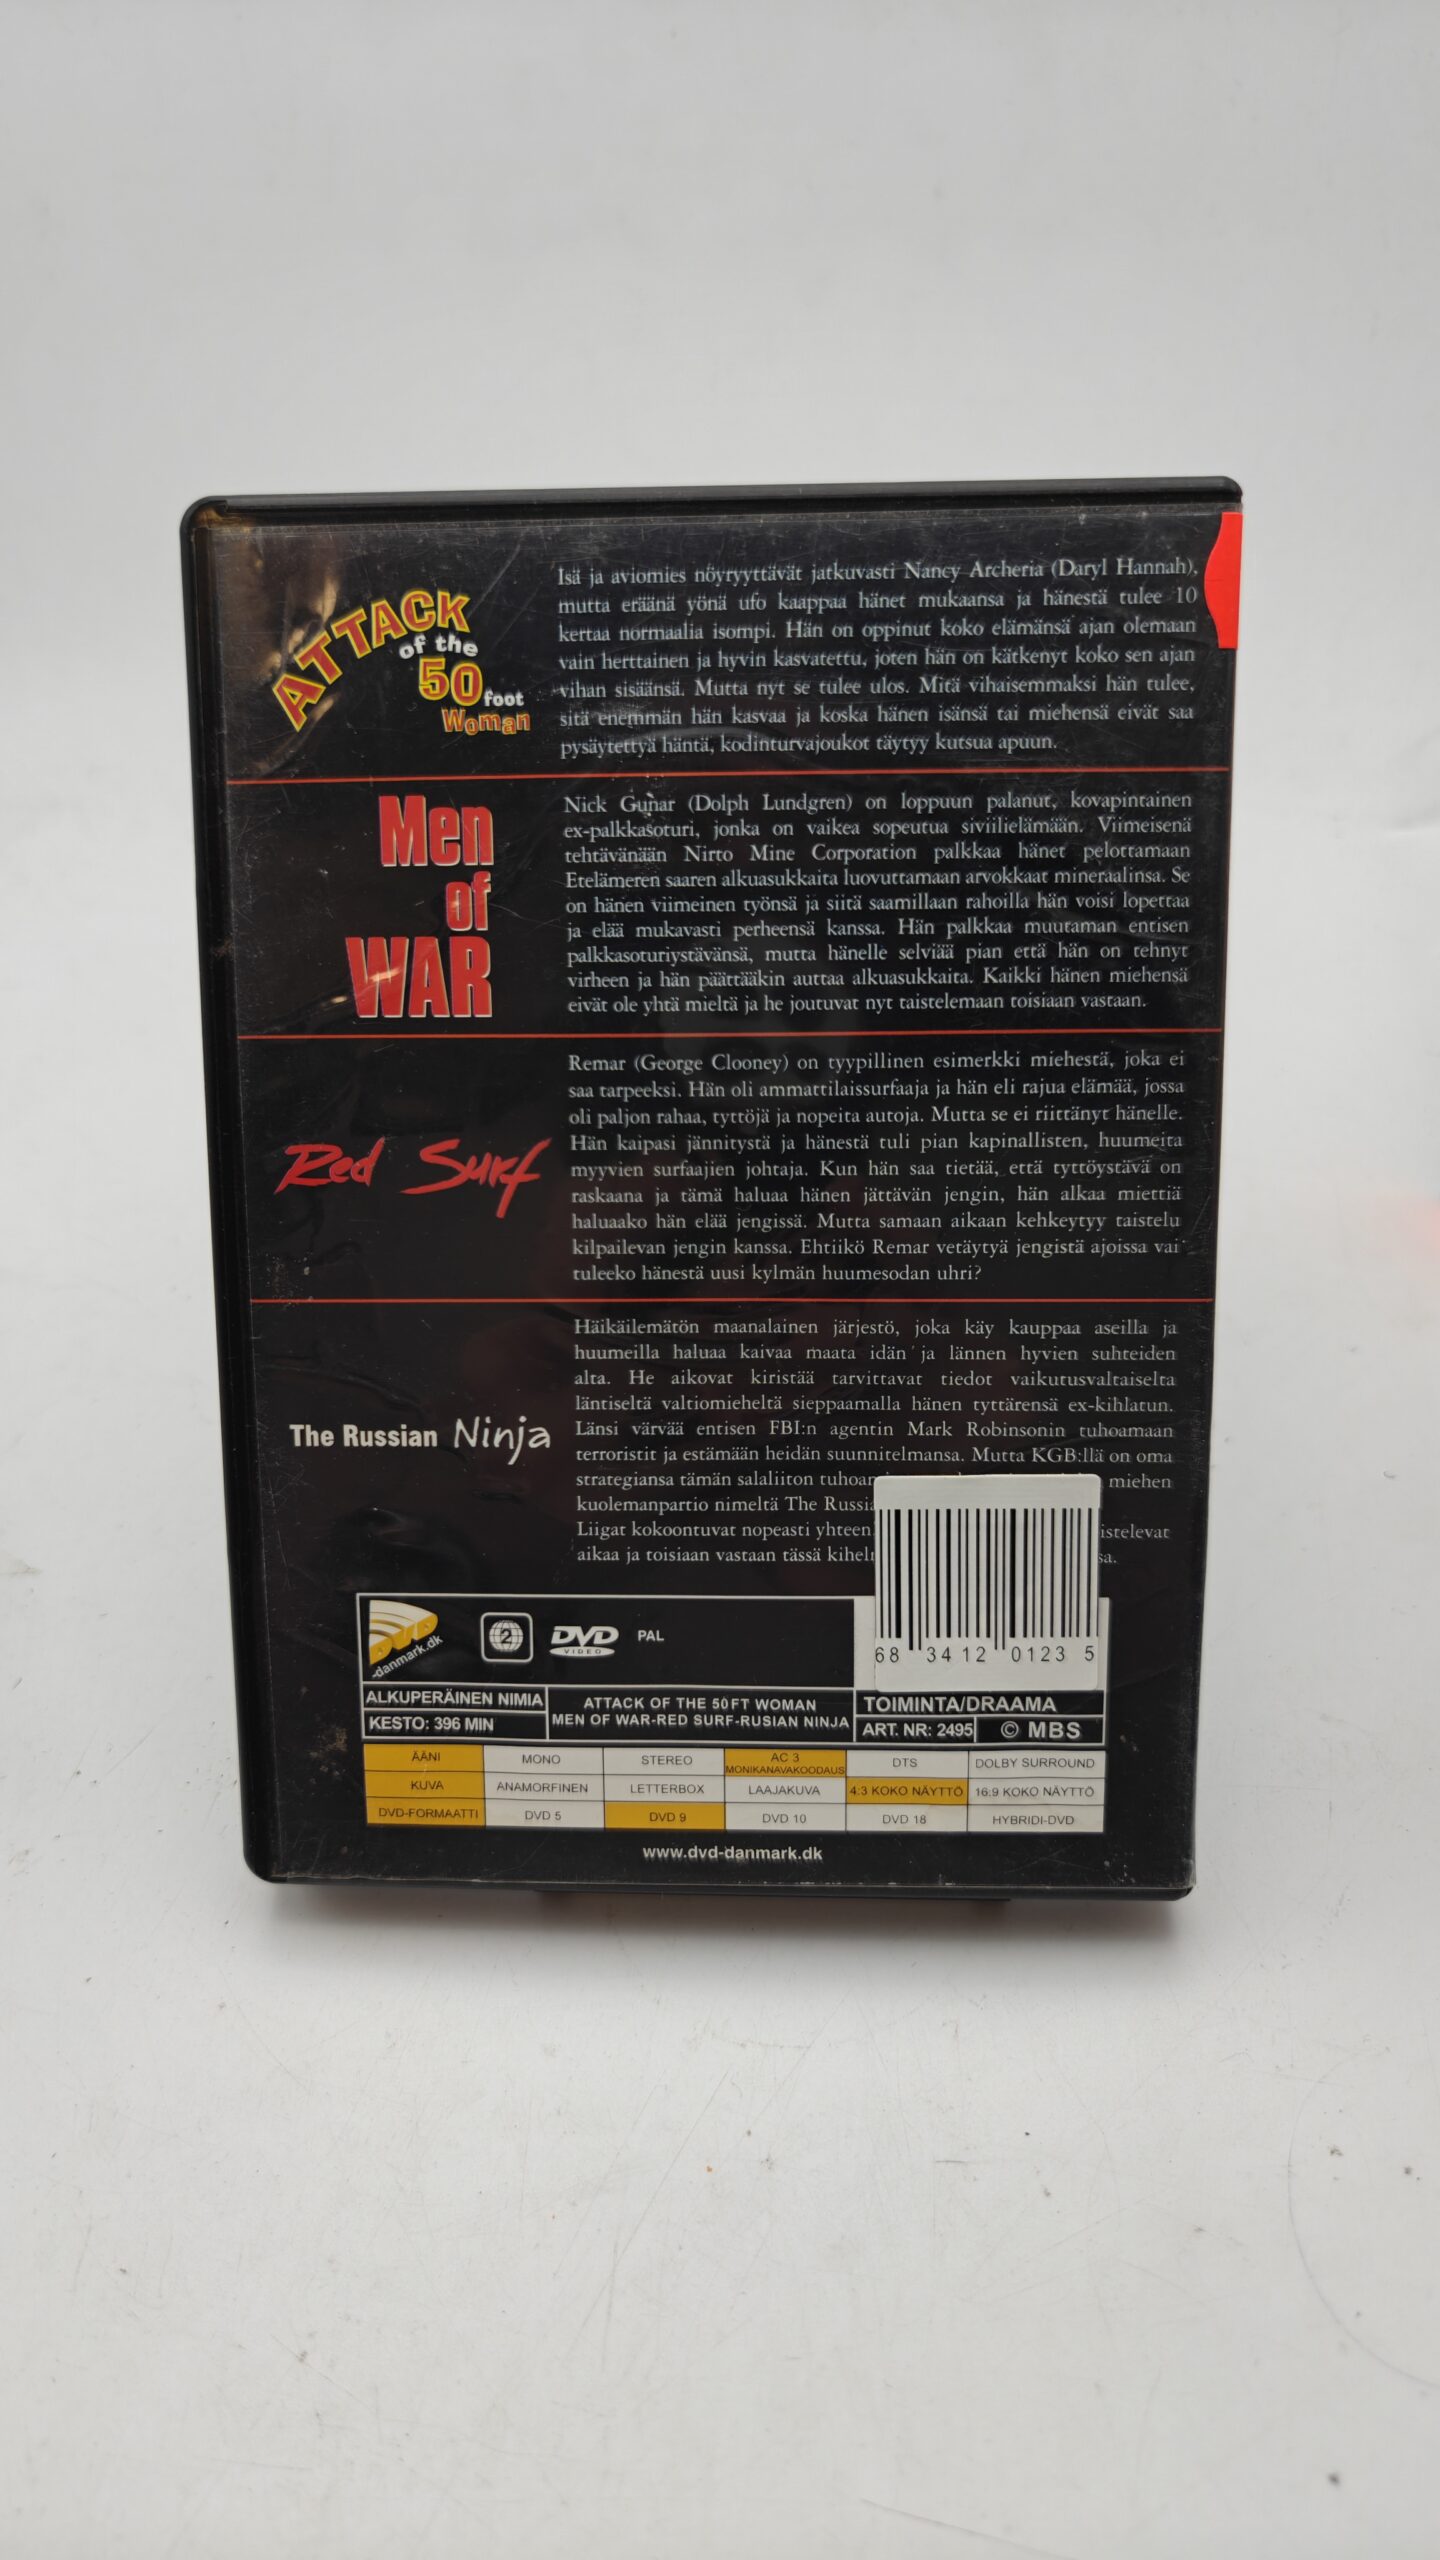 ATTACK
of the
50 foot
Woman
Isä ja aviomies nöyryyttävät jatkuvasti Nancy Archeria (Daryl Hannah),
mutta eräänä yönä ufo kaappaa hänet mukaansa ja hänestä tulee 10
kertaa normaalia isompi. Hän on oppinut koko elämänsä ajan olemaan
vain herttainen ja hyvin kasvatettu, joten hän on kätkenyt koko sen ajan
vihan sisäänsä. Mutta nyt se tulee ulos. Mitä vihaisemmaksi hän tulee,
sitä enemmän hän kasvaa ja koska hänen isänsä tai miehensä eivät saa
pysäytettyä häntä, kodinturvajoukot täytyy kutsua apuun.
Men
of
WAR
Nick Gunar (Dolph Lundgren) on loppuun palanut, kovapintainen
ex-palkkasoturi, jonka on vaikea sopeutua siviilielämään. Viimeisenä
tehtävänään Nirto Mine Corporation palkkaa hänet pelottamaan
Etelämeren saaren alkuasukkaita luovuttamaan arvokkaat mineraalinsa. Se
on hänen viimeinen työnsä ja siitä saamillaan rahoilla hän voisi lopettaa
ja elää mukavasti perheensä kanssa. Hän palkkaa muutaman entisen
palkkasoturiystävänsä, mutta hänelle selviää pian että hän on tehnyt
virheen ja hän päättääkin auttaa alkuasukkaita. Kaikki hänen miehensä
eivät ole yhtä mieltä ja he joutuvat nyt taistelemaan toisiaan vastaan.
Red Surf
Remar (George Clooney) on tyypillinen esimerkki miehestä, joka ei
saa tarpeeksi. Hän oli ammattilaissurfaaja ja hän eli rajua elämää, jossa
oli paljon rahaa, tyttöjä ja nopeita autoja. Mutta se ei riittänyt hänelle.
Hän kaipasi jännitystä ja hänestä tuli pian kapinallisten, huumeita
myyvien surfaajien johtaja. Kun hän saa tietää, että tyttöystävä on
raskaana ja tämä haluaa hänen jättävän jengin, hän alkaa miettiä
haluaako hän elää jengissä. Mutta samaan aikaan kehkeytyy taistelu
kilpailevan jengin kanssa. Ehtiikö Remar vetäytyä jengistä ajoissa vai
tuleeko hänestä uusi kylmän huumesodan uhri?
The Russian Ninja
Häikäilemätön maanalainen järjestö, joka käy kauppaa aseilla ja
huumeilla haluaa kaivaa maata idän ja lännen hyvien suhteiden
alta. He aikovat kiristää tarvittavat tiedot vaikutusvaltaiselta
läntiseltä valtiomieheltä sieppaamalla hänen tyttärensä ex-kihlatun.
Länsi värvää entisen FBI:n agentin Mark Robinsonin tuhoamaan
terroristit ja estämään heidän suunnitelmansa. Mutta KGB:llä on oma
strategiansa tämän salaliiton tuhoam miehen
kuolemanpartio nimeltä The Russia
Liigat kokoontuvat nopeasti yhteen, istelevat
aikaa ja toisiaan vastaan tässä kihel sa.
68 3412 0123 5
DVD
-danmark.dk
2
DVD
VIDEO
PAL
ALKUPERÄINEN NIMIA
KESTO: 396 MIN
ATTACK OF THE 50FT WOMAN
MEN OF WAR-RED SURF-RUSIAN NINJA
TOIMINTA/DRAAMA
ART. NR: 2495 © MBS
ÄÄNI MONO STEREO AC 3 MONIKANAVAKOODAUS DTS DOLBY SURROUND
KUVA ANAMORFINEN LETTERBOX LAAJAKUVA 4:3 KOKO NÄYTTÖ 16:9 KOKO NÄYTTÖ
DVD-FORMAATTI DVD 5 DVD 9 DVD 10 DVD 18 HYBRIDI-DVD
www.dvd-danmark.dk